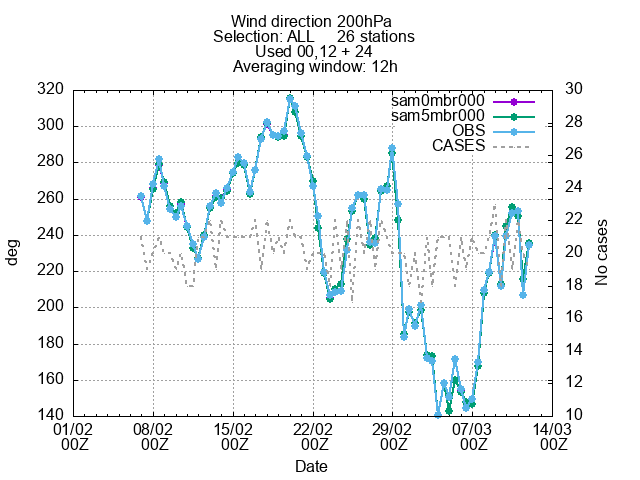 Wind direction 200hPa
Selection: ALL     26 stations
Used 00,12 + 24
Averaging window: 12h
sam0mbr000
sam5mbr000
OBS
CASES
320
300
280
260
240
220
200
180
160
140
deg
30
28
26
24
22
20
18
16
14
12
10
No cases
01/02 08/02 15/02 22/02 29/02 07/03 14/03
00Z 00Z 00Z 00Z 00Z 00Z 00Z
Date